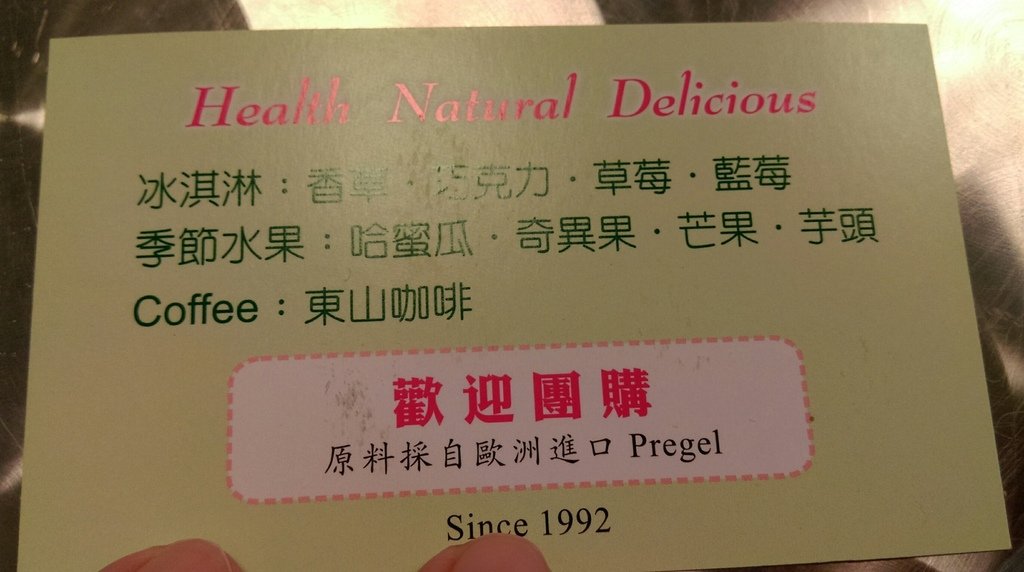 Health Natural Delicious
冰淇淋：香草．巧克力．草莓．藍莓
季節水果：哈蜜瓜．奇異果．芒果．芋頭
Coffee：東山咖啡
歡迎團購
原料採自歐洲進口 Pregel
Since 1992